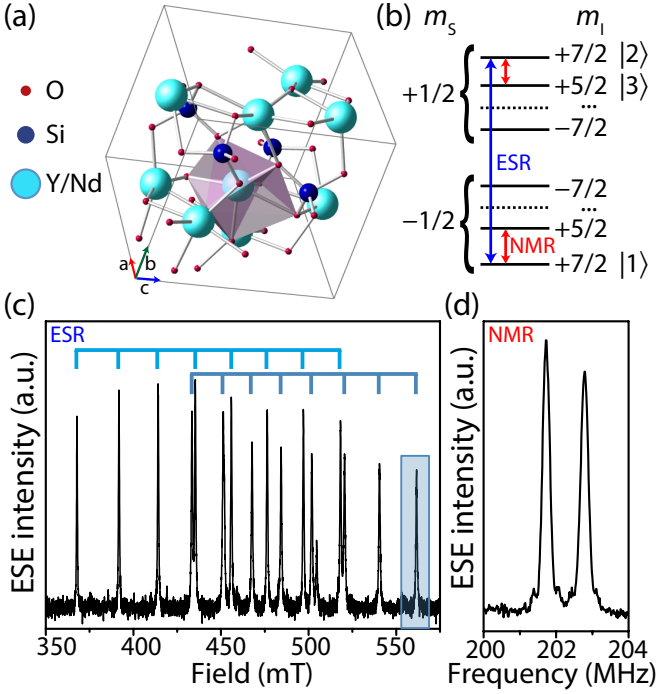 (a)
O
Si
Y/Nd
a
b
c
(b)
mS
mI
+1/2
+7/2 |2⟩
+5/2 |3⟩
...
−7/2
ESR
−1/2
−7/2
...
+5/2
NMR
+7/2 |1⟩
(c)
ESR
ESE intensity (a.u.)
350 400 450 500 550
Field (mT)
(d)
NMR
ESE intensity (a.u.)
200 202 204
Frequency (MHz)